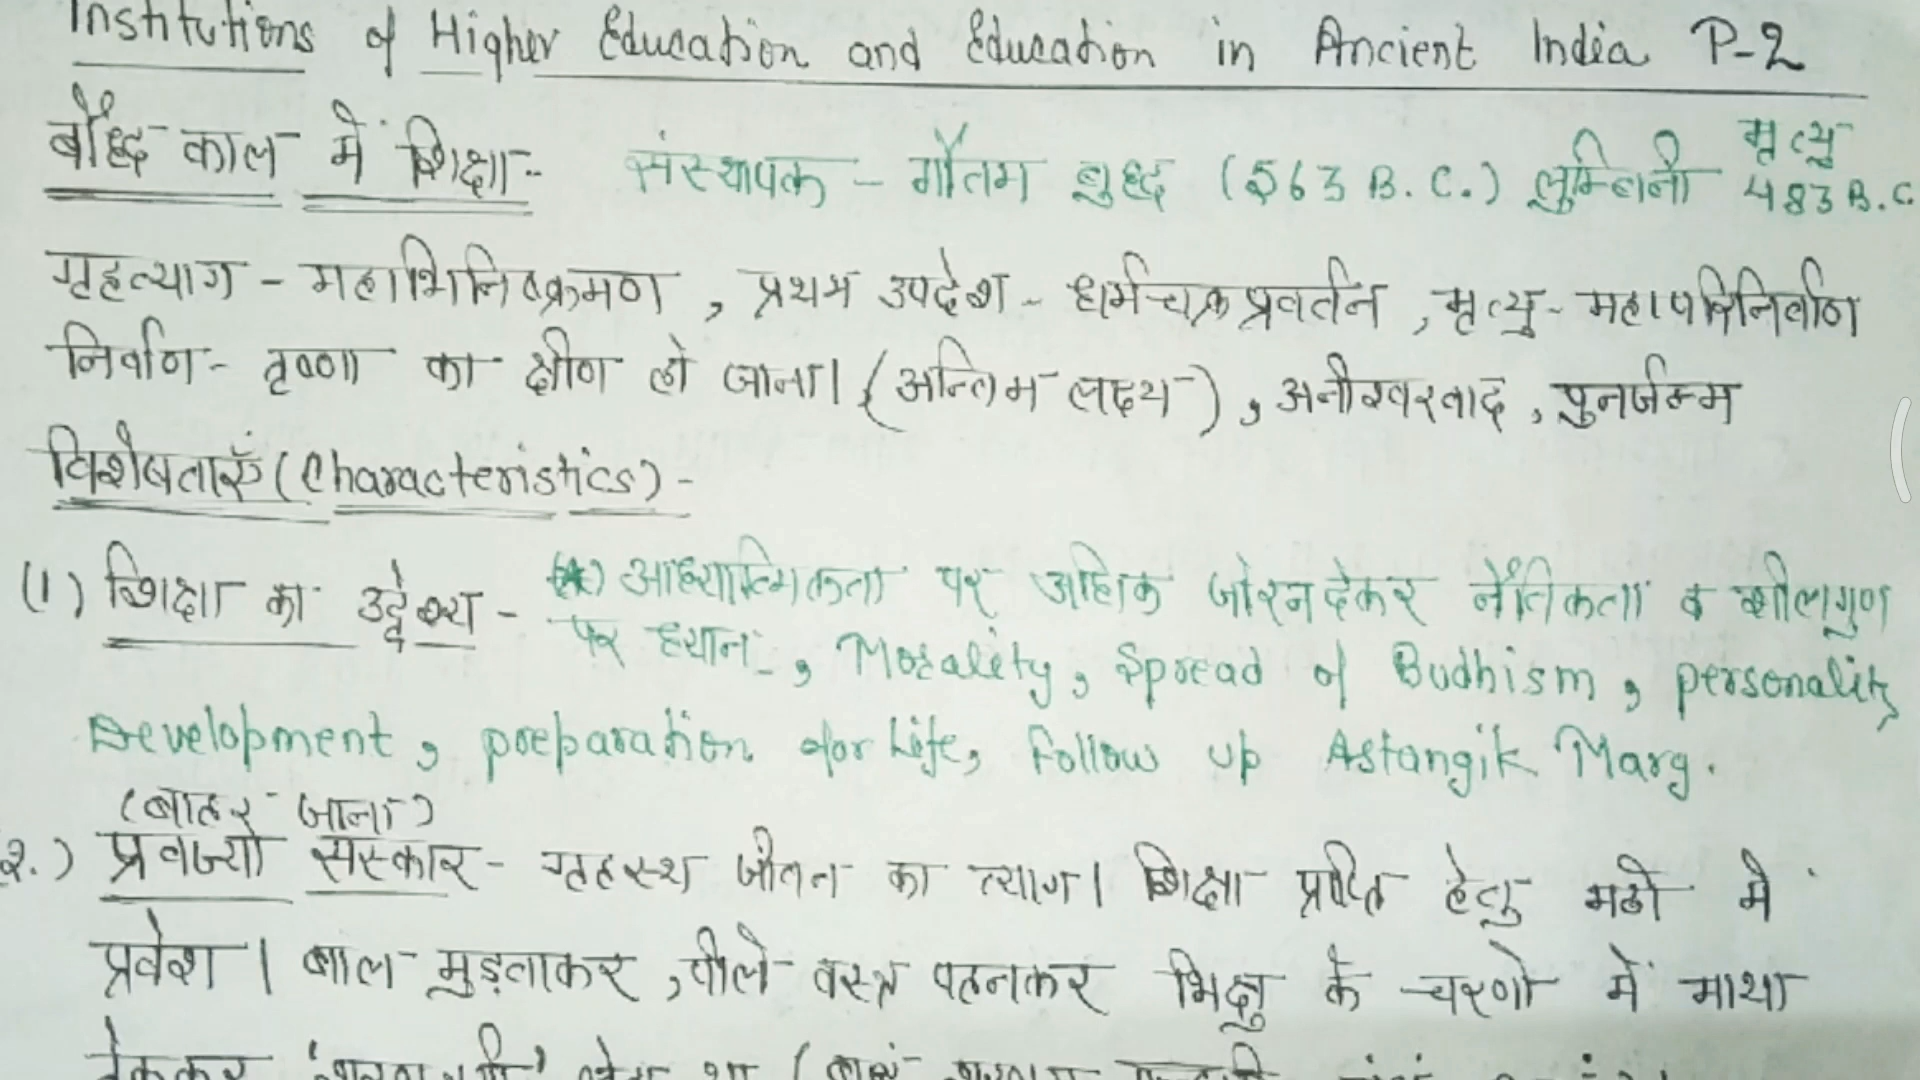 Institutions of Higher Education and Education in Ancient India P-2
बौद्ध काल में शिक्षा- संस्थापक - गौतम बुद्ध (563 B.C.) लुम्बिनी मृत्यु 483 B.C.
गृहत्याग - महाभिनिष्क्रमण, प्रथम उपदेश - धर्मचक्रप्रवर्तन, मृत्यु - महापरिनिर्वाण
निर्वाण - तृष्णा का क्षीण हो जाना। (अन्तिम लक्ष्य), अनीश्वरवाद, पुनर्जन्म
विशेषताएँ (Characteristics) -
(1) शिक्षा का उद्देश्य - आध्यात्मिकता पर अधिक जोर न देकर नैतिकता व शीलगुण
पर ध्यान, Morality, Spread of Budhism, personality
Development, preparation for Life, Follow up Astangik Marg.
(बाहर जाना)
2.) प्रवज्या संस्कार - गृहस्थ जीवन का त्याग। शिक्षा प्राप्ति हेतु मठो में
प्रवेश। बाल मुड़वाकर, पीले वस्त्र पहनकर भिक्षु के चरणो में माथा